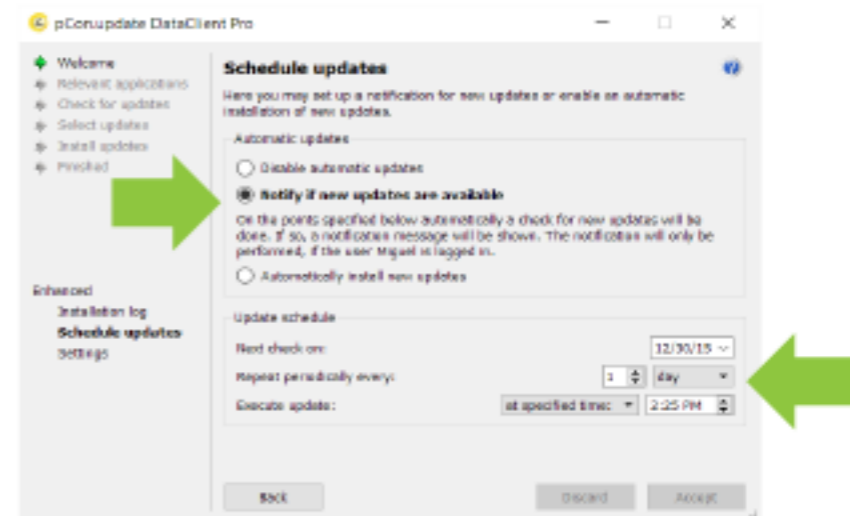 pCon.update DataClient Pro
Welcome
Relevant applications
Check for updates
Select updates
Install updates
Finished
Enhanced
Installation log
Schedule updates
Settings
Schedule updates
Here you may set up a notification for new updates or enable an automatic
installation of new updates.
Automatic updates
Disable automatic updates
Notify if new updates are available
On the points specified below automatically a check for new updates will be
done. If so, a notification message will be shown. The notification will only be
performed, if the user Miguel is logged in.
Automatically install new updates
Update schedule
Next check on: 12/30/15
Repeat periodically every: 1 day
Execute update: at specified time: 2:25 PM
Back Discard Accept